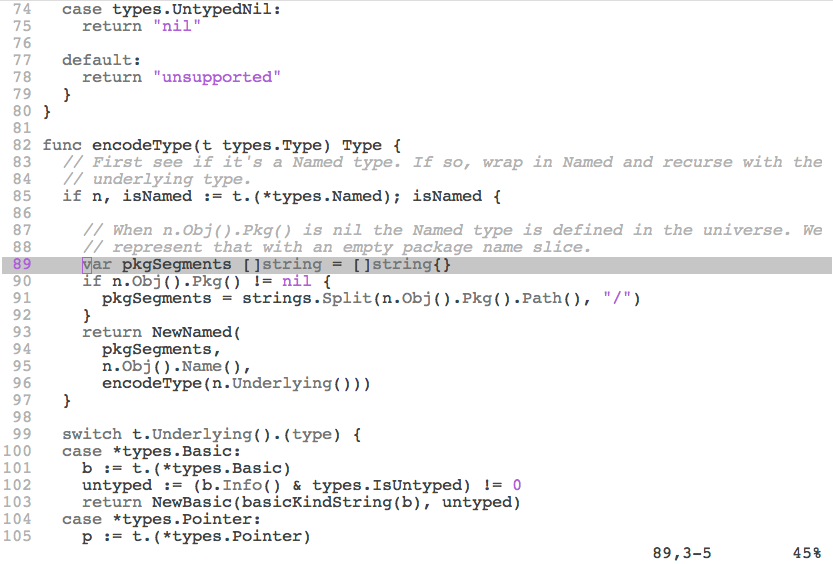 74   case types.UntypedNil:
75     return "nil"
76
77   default:
78     return "unsupported"
79   }
80 }
81
82 func encodeType(t types.Type) Type {
83   // First see if it's a Named type. If so, wrap in Named and recurse with the
84   // underlying type.
85   if n, isNamed := t.(*types.Named); isNamed {
86
87     // When n.Obj().Pkg() is nil the Named type is defined in the universe. We
88     // represent that with an empty package name slice.
89     var pkgSegments []string = []string{}
90     if n.Obj().Pkg() != nil {
91       pkgSegments = strings.Split(n.Obj().Pkg().Path(), "/")
92     }
93     return NewNamed(
94       pkgSegments,
95       n.Obj().Name(),
96       encodeType(n.Underlying()))
97   }
98
99   switch t.Underlying().(type) {
100   case *types.Basic:
101     b := t.(*types.Basic)
102     untyped := (b.Info() & types.IsUntyped) != 0
103     return NewBasic(basicKindString(b), untyped)
104   case *types.Pointer:
105     p := t.(*types.Pointer)
89,3-5 45%